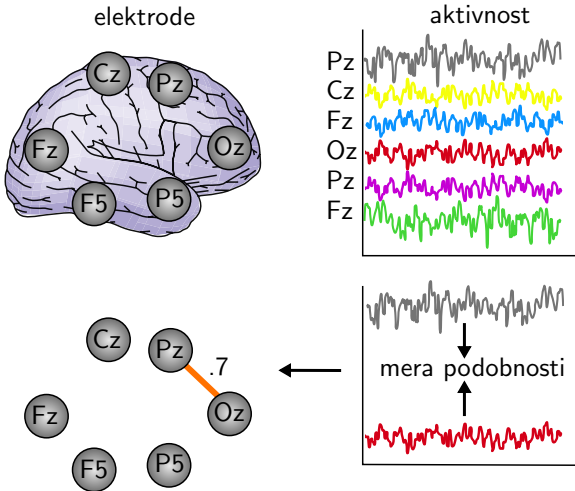 elektrode
Cz
Pz
Fz
Oz
F5
P5
aktivnost
Pz
Cz
Fz
Oz
Pz
Fz
mera podobnosti
Cz
Pz
.7
Fz
Oz
F5
P5